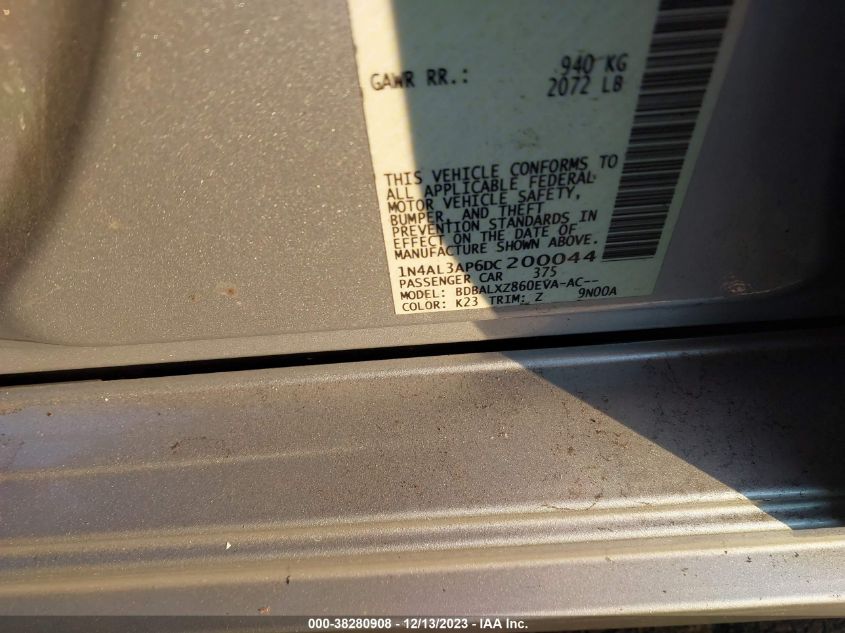 GAWR RR.: 940 KG
2072 LB
THIS VEHICLE CONFORMS TO
ALL APPLICABLE FEDERAL
MOTOR VEHICLE SAFETY,
BUMPER, AND THEFT
PREVENTION STANDARDS IN
EFFECT ON THE DATE OF
MANUFACTURE SHOWN ABOVE.
1N4AL3AP6DC200044
PASSENGER CAR 375
MODEL: BDBALXZ860EVA-AC--
COLOR: K23 TRIM: Z 9N00A
000-38280908 - 12/13/2023 - IAA Inc.